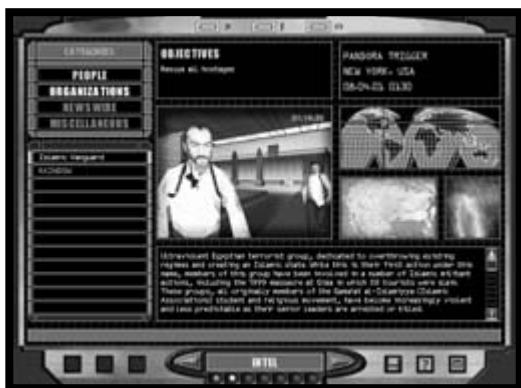 CATEGORIES
PEOPLE
ORGANIZATIONS
NEWS WIRE
MISCELLANEOUS
Islamic Vanguard
RAINBOW
OBJECTIVES
Rescue all hostages
PANDORA TRIGGER
NEW YORK, USA
08-04-01 0130
Ultraviolent Egyptian terrorist group, dedicated to overthrowing existing
regimes and creating an Islamic state. While this is their first action under this
name, members of this group have been involved in a number of Islamic militant
actions, including the massacre at Giza in which 58 tourists were slain.
These groups, all originally members of the Gamalat al-Islamiyya (Islamic
Association) student and religious movement, have become increasingly violent
and less predictable as their senior leaders are arrested or killed.
INTEL
?